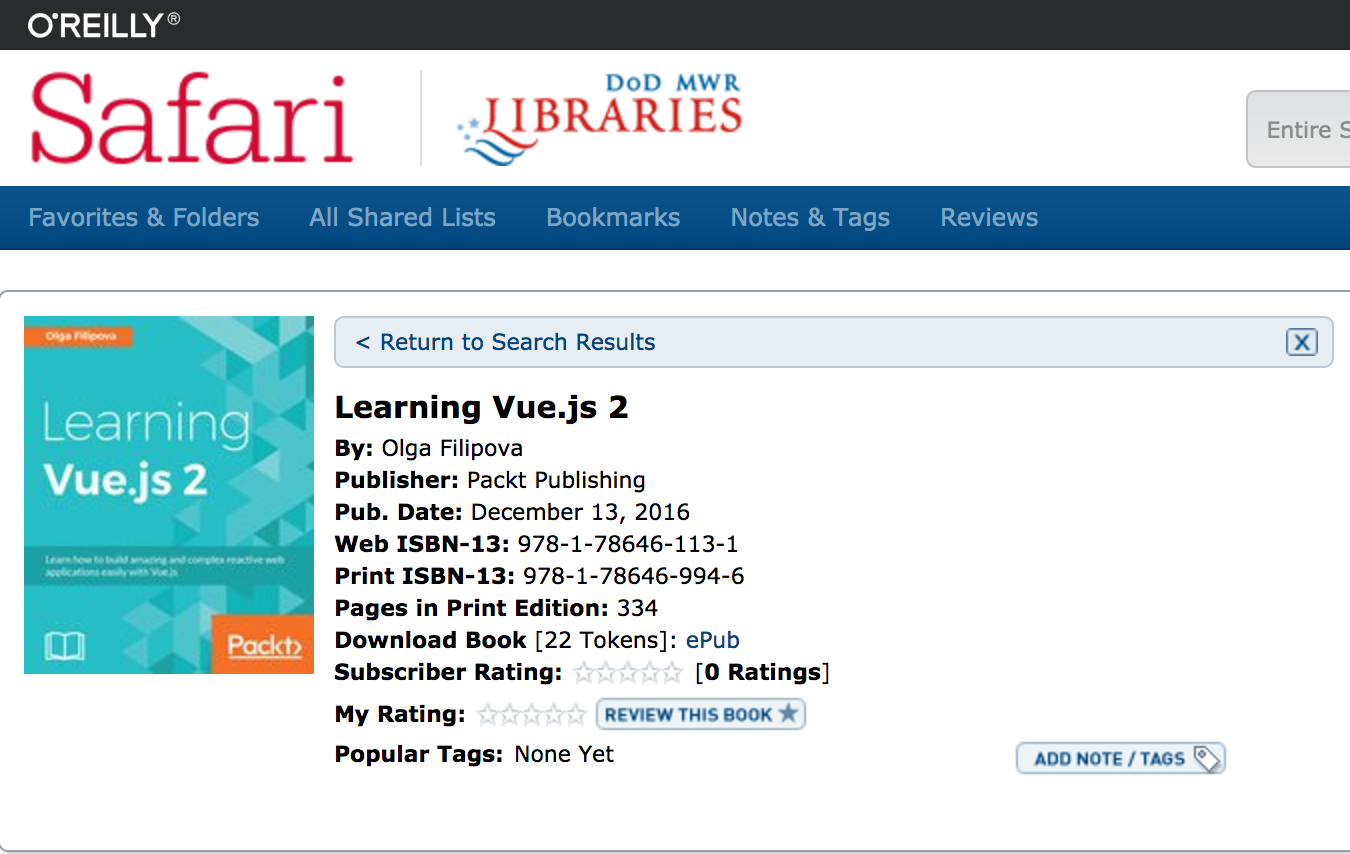 O'REILLY®
Safari
DoD MWR
LIBRARIES
Entire S
Favorites & Folders All Shared Lists Bookmarks Notes & Tags Reviews
Olga Filipova
Learning
Vue.js 2
Learn how to build amazing and complex reactive web
applications easily with Vue.js
Packt>
< Return to Search Results X
Learning Vue.js 2
By: Olga Filipova
Publisher: Packt Publishing
Pub. Date: December 13, 2016
Web ISBN-13: 978-1-78646-113-1
Print ISBN-13: 978-1-78646-994-6
Pages in Print Edition: 334
Download Book [22 Tokens]: ePub
Subscriber Rating: [0 Ratings]
My Rating: REVIEW THIS BOOK
Popular Tags: None Yet
ADD NOTE / TAGS